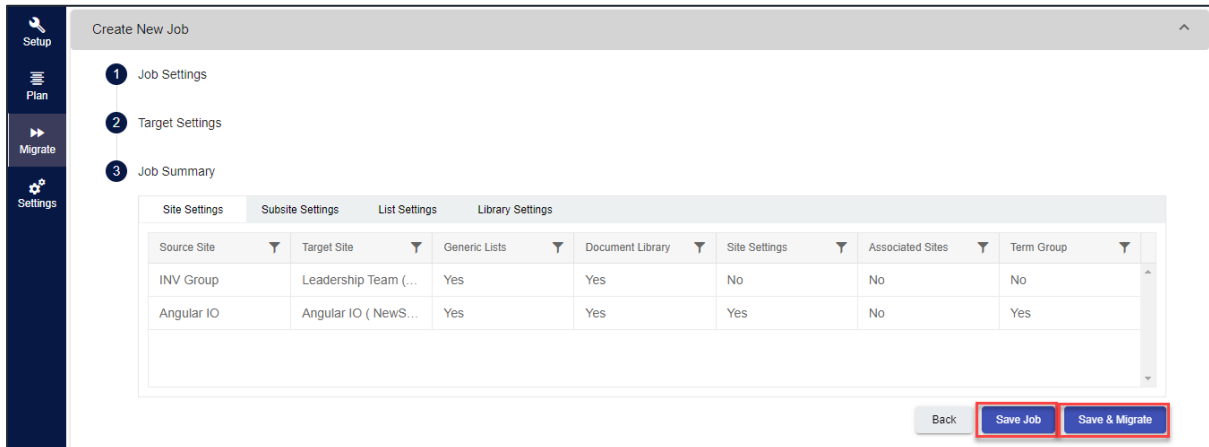 Setup
Plan
Migrate
Settings
Create New Job
1 Job Settings
2 Target Settings
3 Job Summary
Site Settings Subsite Settings List Settings Library Settings
Source Site Target Site Generic Lists Document Library Site Settings Associated Sites Term Group
INV Group Leadership Team (... Yes Yes No No No
Angular IO Angular IO ( NewS... Yes Yes Yes No Yes
Back Save Job Save & Migrate